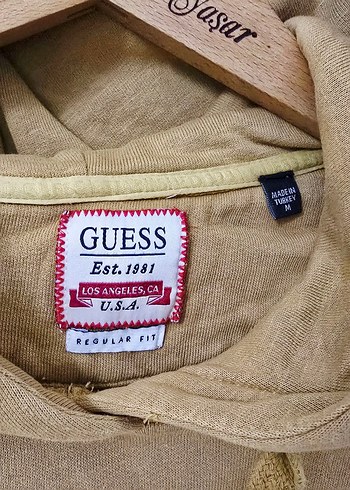 Yaşar
MADE IN
TURKEY
M
GUESS
Est. 1981
LOS ANGELES, CA
U.S.A.
REGULAR FIT